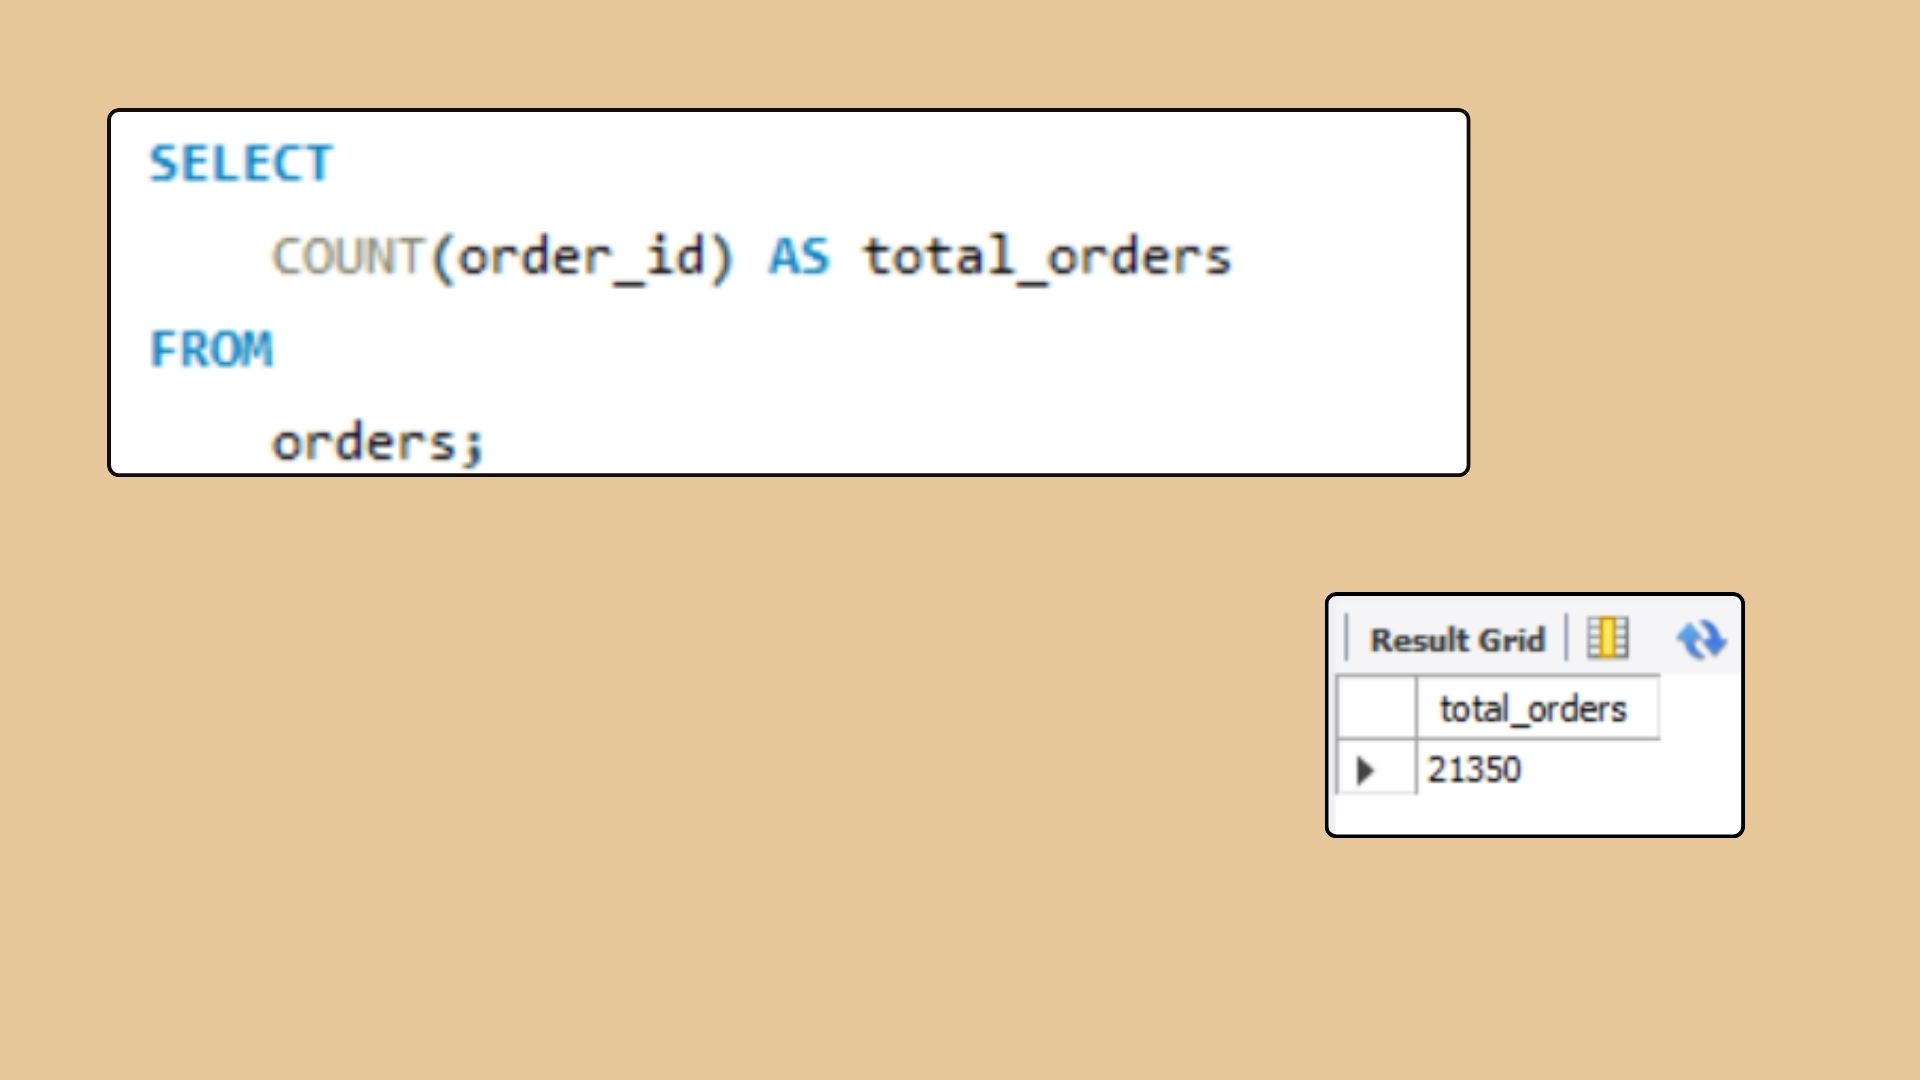 SELECT
COUNT(order_id) AS total_orders
FROM
orders;
Result Grid
total_orders
21350